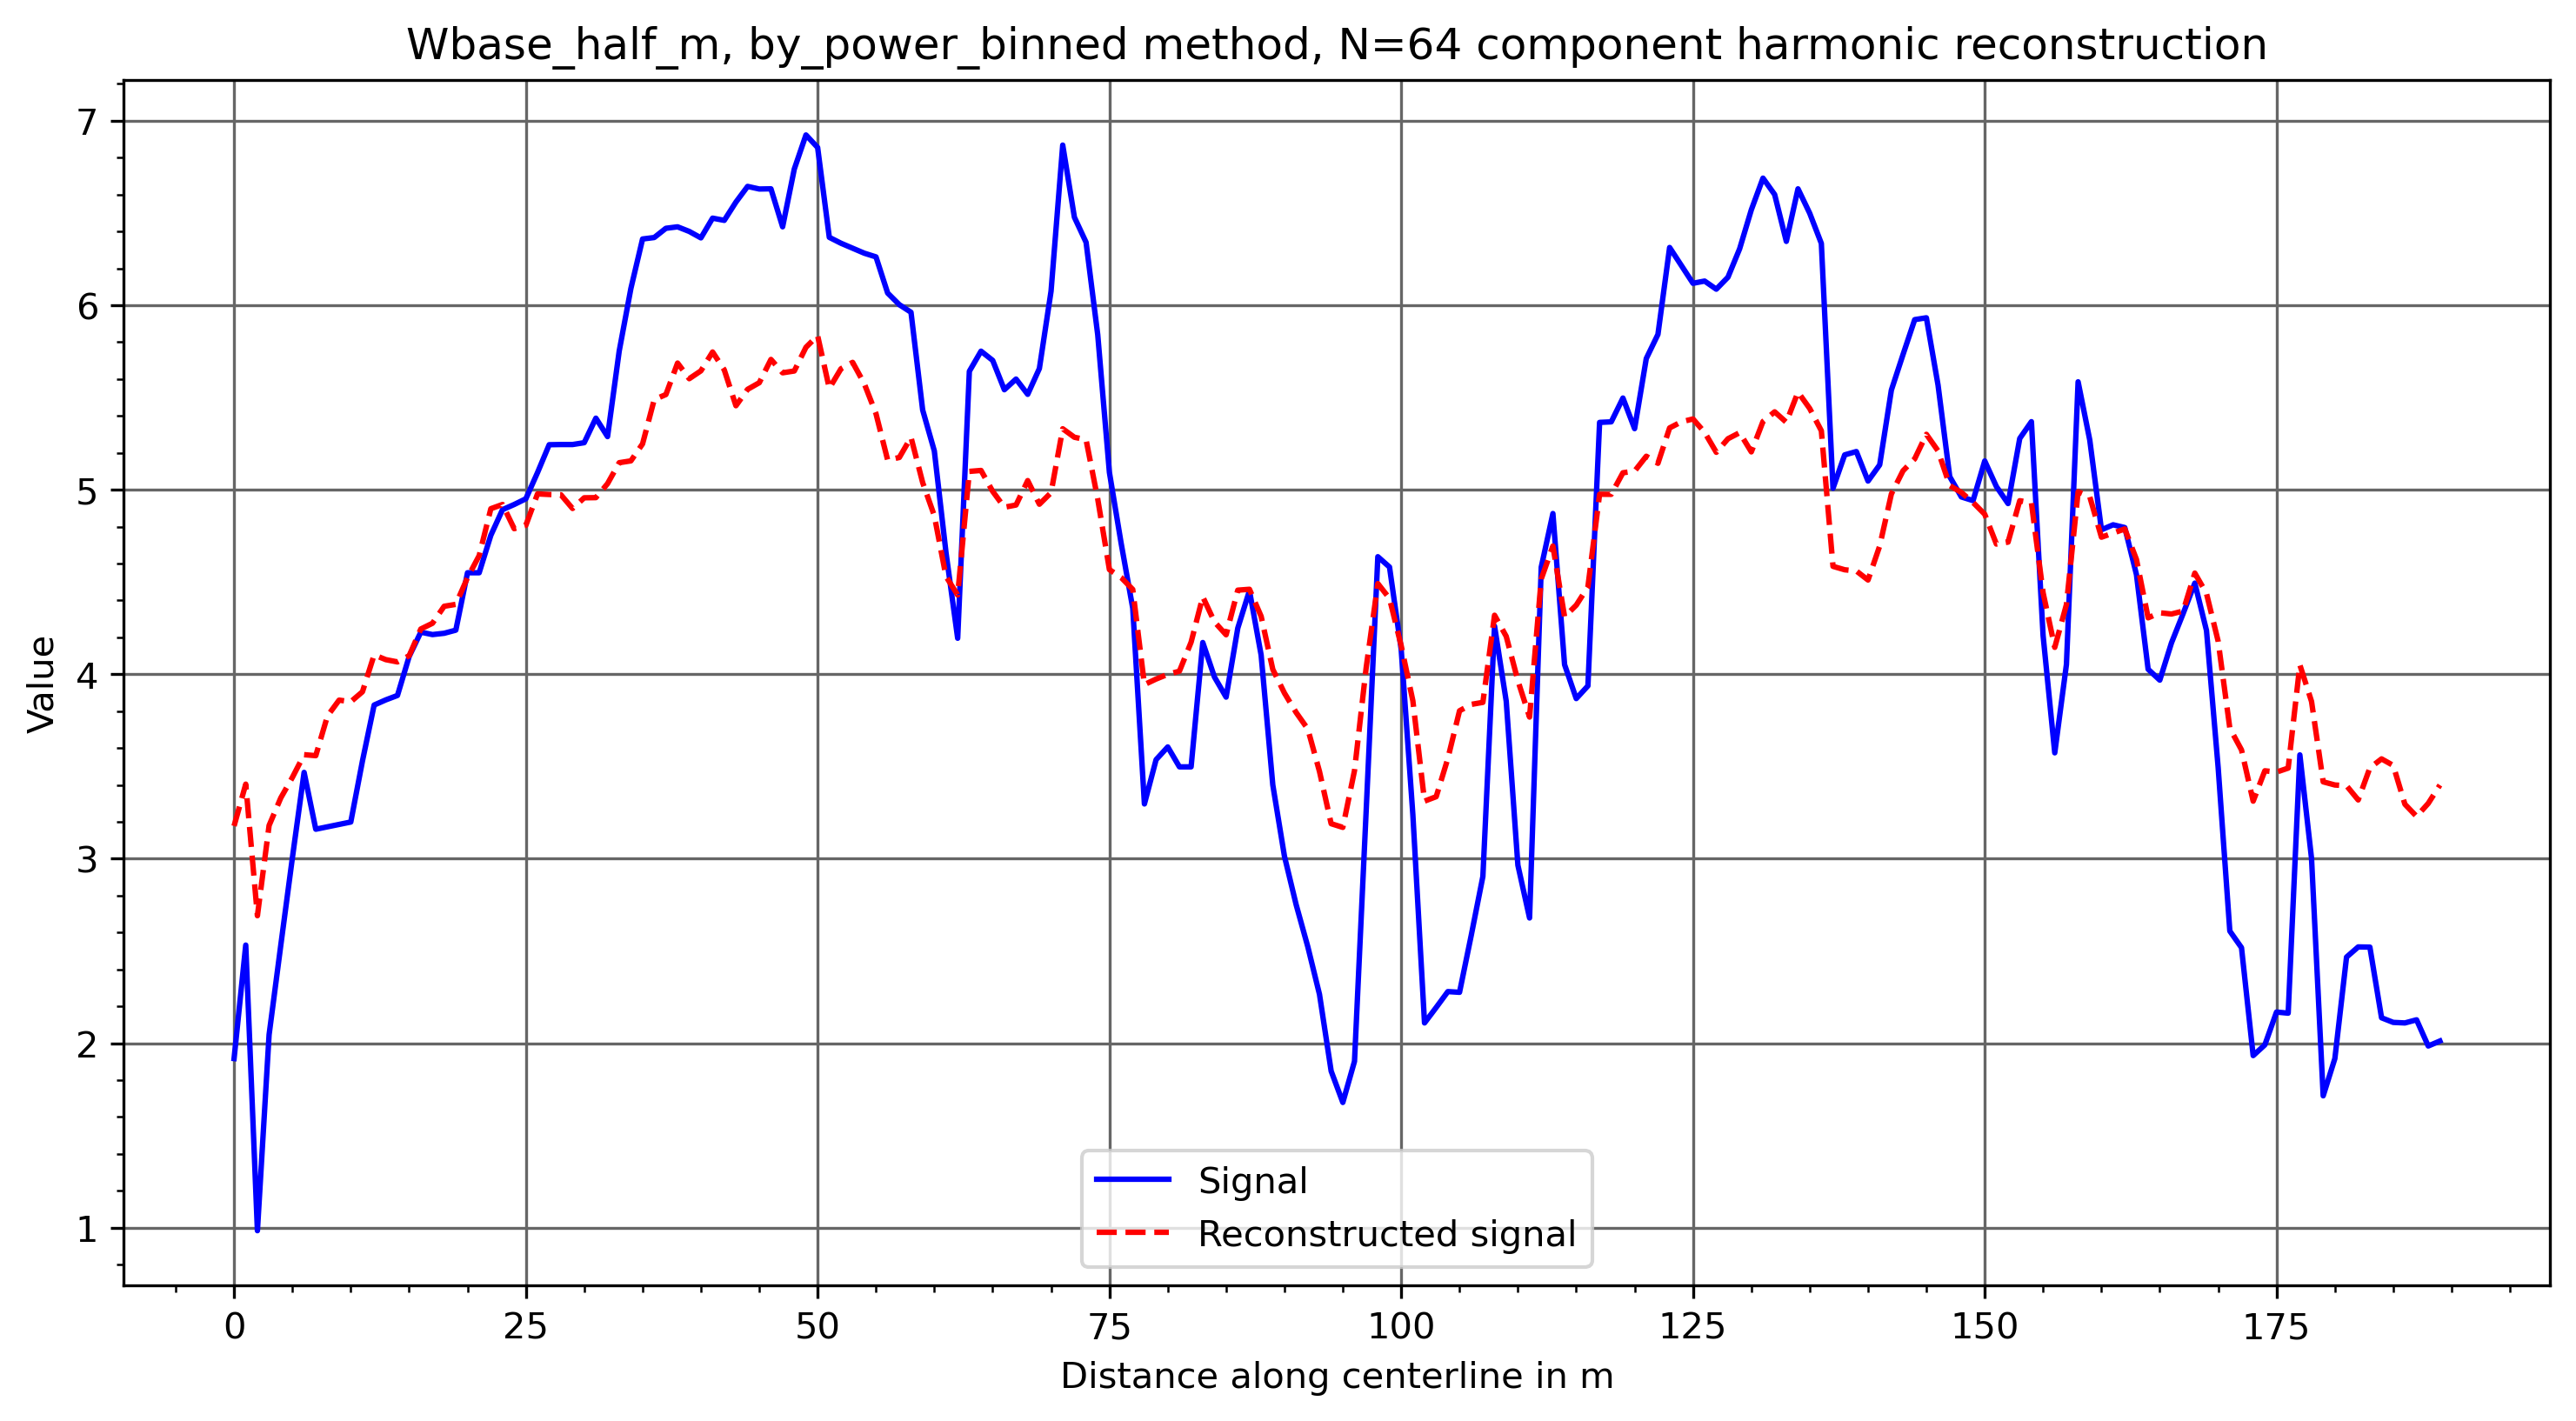 Wbase_half_m, by_power_binned method, N=64 component harmonic reconstruction
7
6
5
4
3
2
1
Value
Signal
Reconstructed signal
0 25 50 75 100 125 150 175
Distance along centerline in m